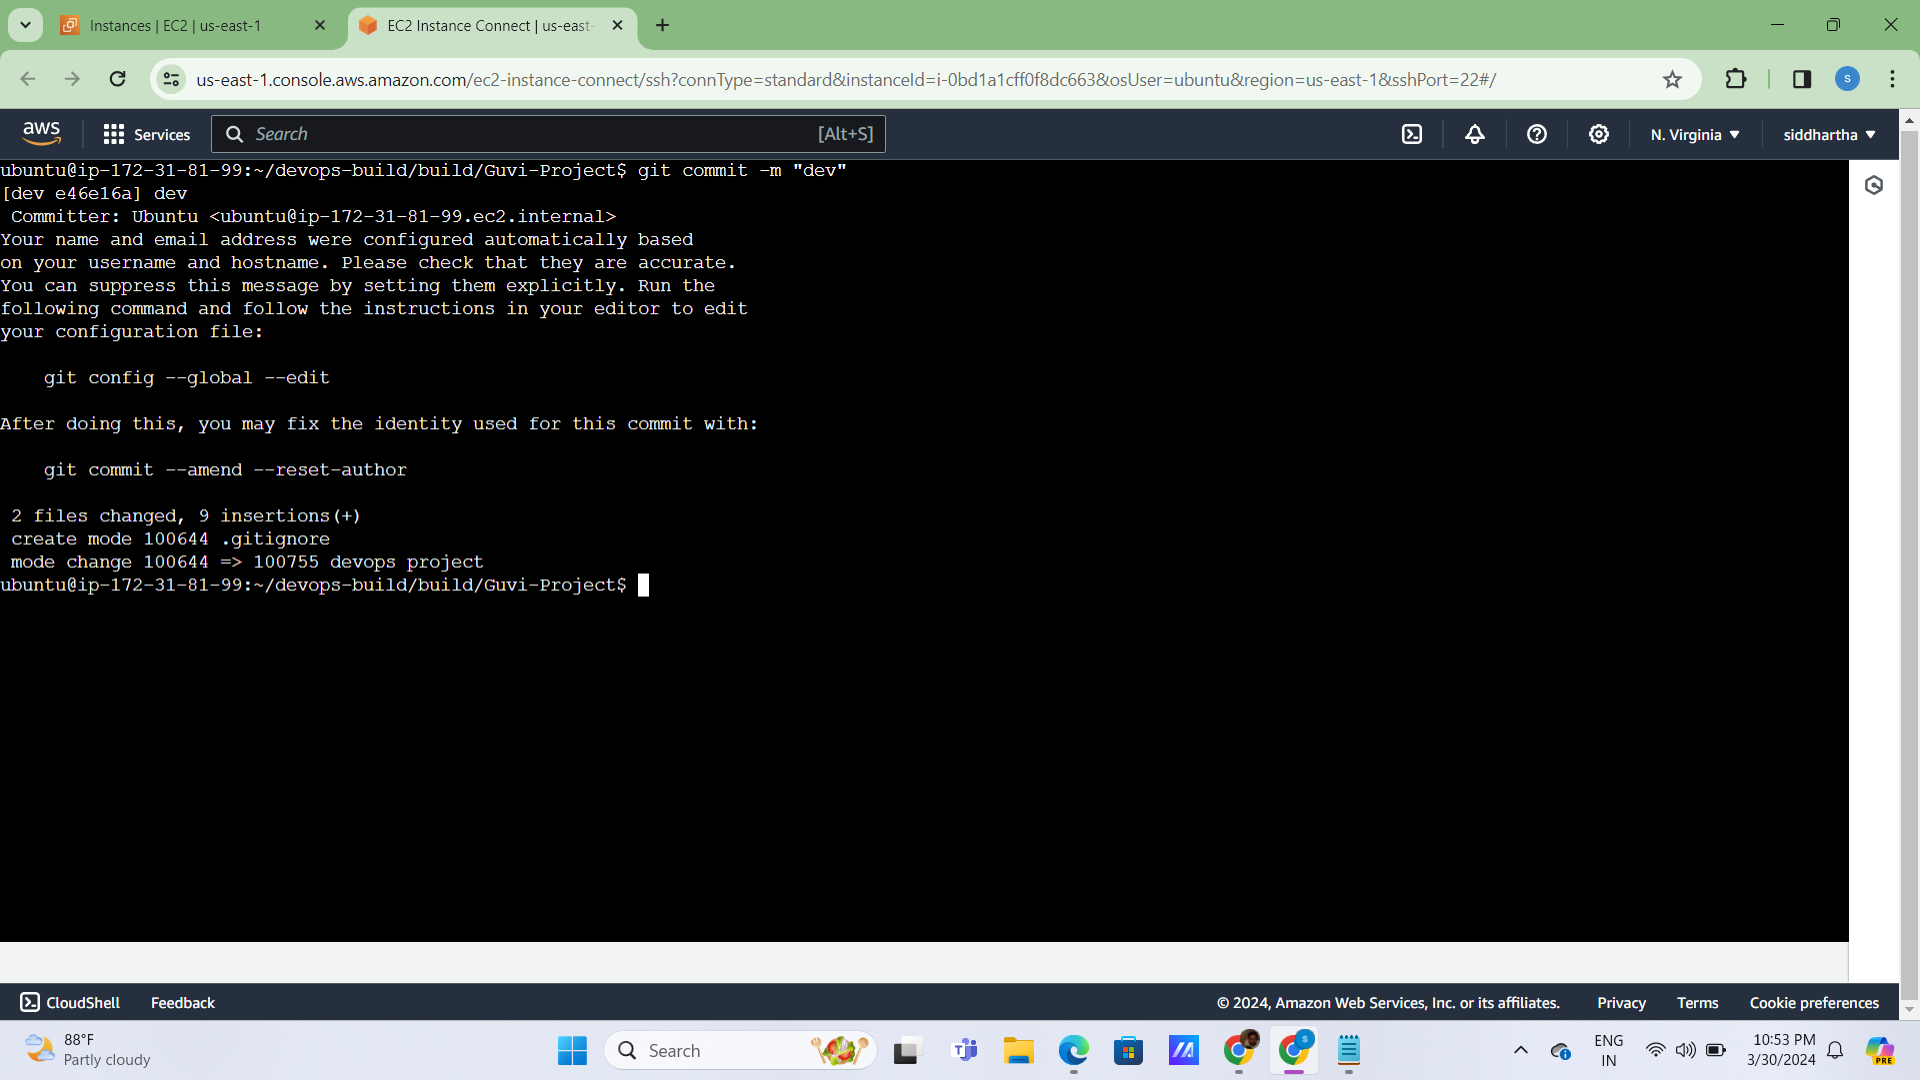 Instances | EC2 | us-east-1
EC2 Instance Connect | us-east-
us-east-1.console.aws.amazon.com/ec2-instance-connect/ssh?connType=standard&instanceId=i-0bd1a1cff0f8dc663&osUser=ubuntu&region=us-east-1&sshPort=22#/
S
aws
Services
Search
[Alt+S]
N. Virginia
siddhartha
ubuntu@ip-172-31-81-99:~/devops-build/build/Guvi-Project$ git commit -m "dev"
[dev e46e16a] dev
Committer: Ubuntu <ubuntu@ip-172-31-81-99.ec2.internal>
Your name and email address were configured automatically based
on your username and hostname. Please check that they are accurate.
You can suppress this message by setting them explicitly. Run the
following command and follow the instructions in your editor to edit
your configuration file:
git config --global --edit
After doing this, you may fix the identity used for this commit with:
git commit --amend --reset-author
2 files changed, 9 insertions(+)
create mode 100644 .gitignore
mode change 100644 => 100755 devops project
ubuntu@ip-172-31-81-99:~/devops-build/build/Guvi-Project$
CloudShell
Feedback
© 2024, Amazon Web Services, Inc. or its affiliates.
Privacy
Terms
Cookie preferences
88°F
Partly cloudy
Search
ENG
IN
10:53 PM
3/30/2024
PRE